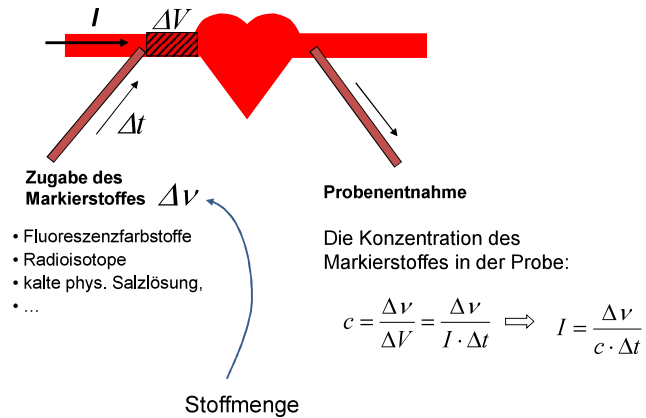 I
ΔV
Δt
Zugabe des
Markierstoffes Δν
• Fluoreszenzfarbstoffe
• Radioisotope
• kalte phys. Salzlösung,
• ...
Probenentnahme
Die Konzentration des
Markierstoffes in der Probe:
c = Δν/ΔV = Δν/(I · Δt) ⇨ I = Δν/(c · Δt)
Stoffmenge